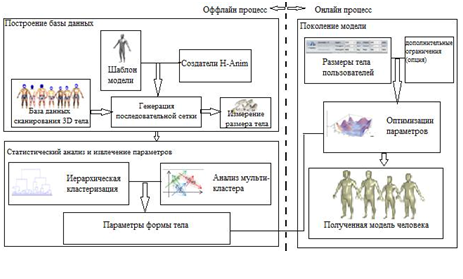 Оффлайн процесс
Онлайн процесс
Построение базы данных
Шаблон
модели
Создатели H-Anim
База данных
сканирования 3D тела
Генерация
последовательной сетки
Измерение
размера тела
Статистический анализ и извлечение параметров
Иерархическая
кластеризация
Анализ мульти-
кластера
Параметры формы тела
Поколение модели
Размеры тела
пользователей
дополнительные
ограничения
(опция)
Оптимизации
параметров
Полученная модель человека